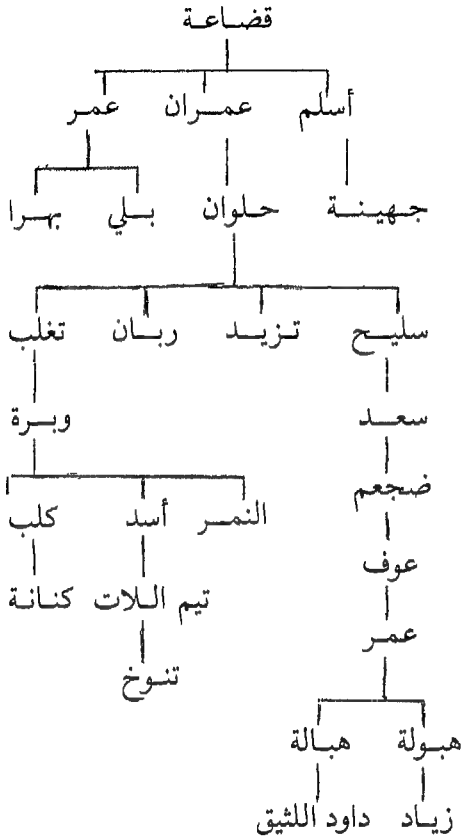 قضاعة
أسلم عمران عمر
جهينة حلوان بلي بهرا
سليح تزيد ربان تغلب
سعد وبرة
ضجعم النمر أسد كلب
عوف تيم اللات كنانة
عمر تنوخ
هبولة هبالة
زياد داود اللثيق